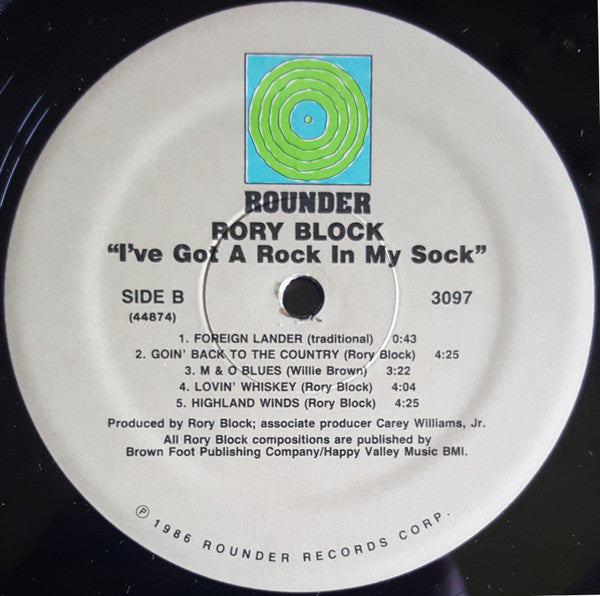 ROUNDER
RORY BLOCK
“I've Got A Rock In My Sock”
SIDE B 3097
(44874)
1. FOREIGN LANDER (traditional) 0:43
2. GOIN' BACK TO THE COUNTRY (Rory Block) 4:25
3. M & O BLUES (Willie Brown) 3:22
4. LOVIN' WHISKEY (Rory Block) 4:04
5. HIGHLAND WINDS (Rory Block) 4:25
Produced by Rory Block; associate producer Carey Williams, Jr.
All Rory Block compositions are published by
Brown Foot Publishing Company/Happy Valley Music BMI.
℗ 1986 ROUNDER RECORDS CORP.